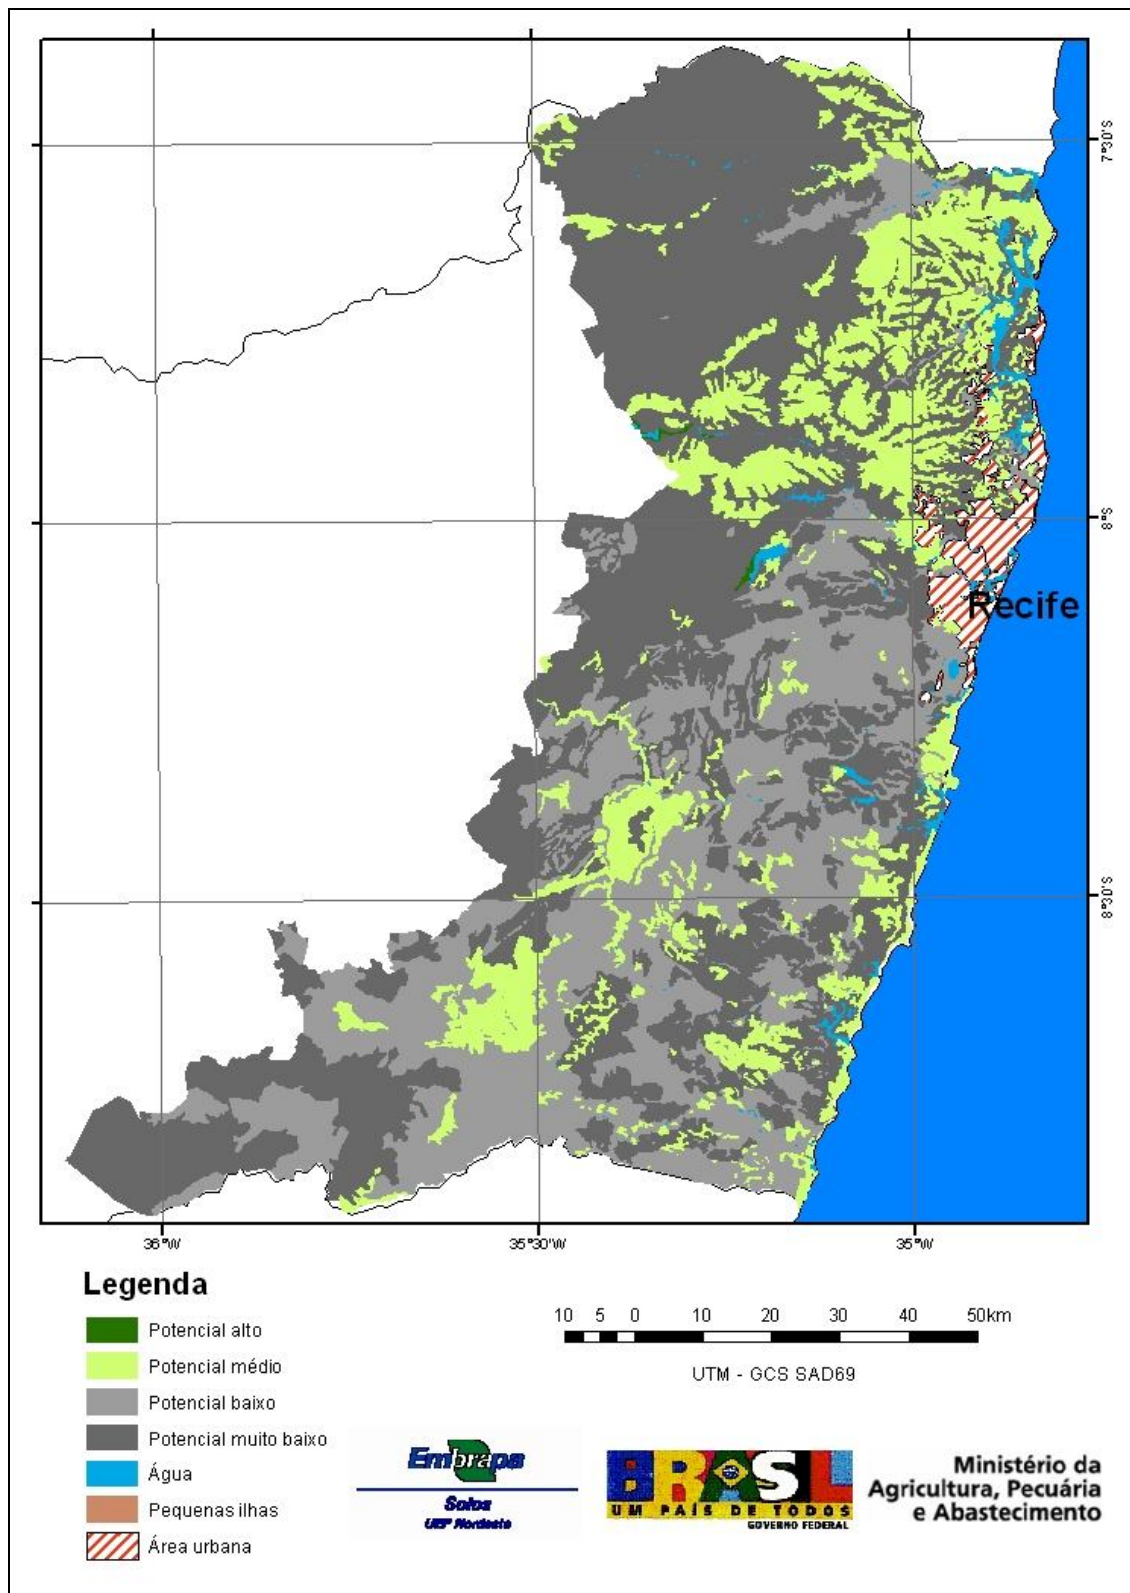 7°30'S
8°S
Recife
8°30'S
36°W
35°30'W
35°W
Legenda
Potencial alto
Potencial médio
Potencial baixo
Potencial muito baixo
Água
Pequenas ilhas
Área urbana
10 5 0 10 20 30 40 50km
UTM - GCS SAD69
Embrapa
Solos
UEP Nordeste
BRASIL
UM PAÍS DE TODOS
GOVERNO FEDERAL
Ministério da
Agricultura, Pecuária
e Abastecimento